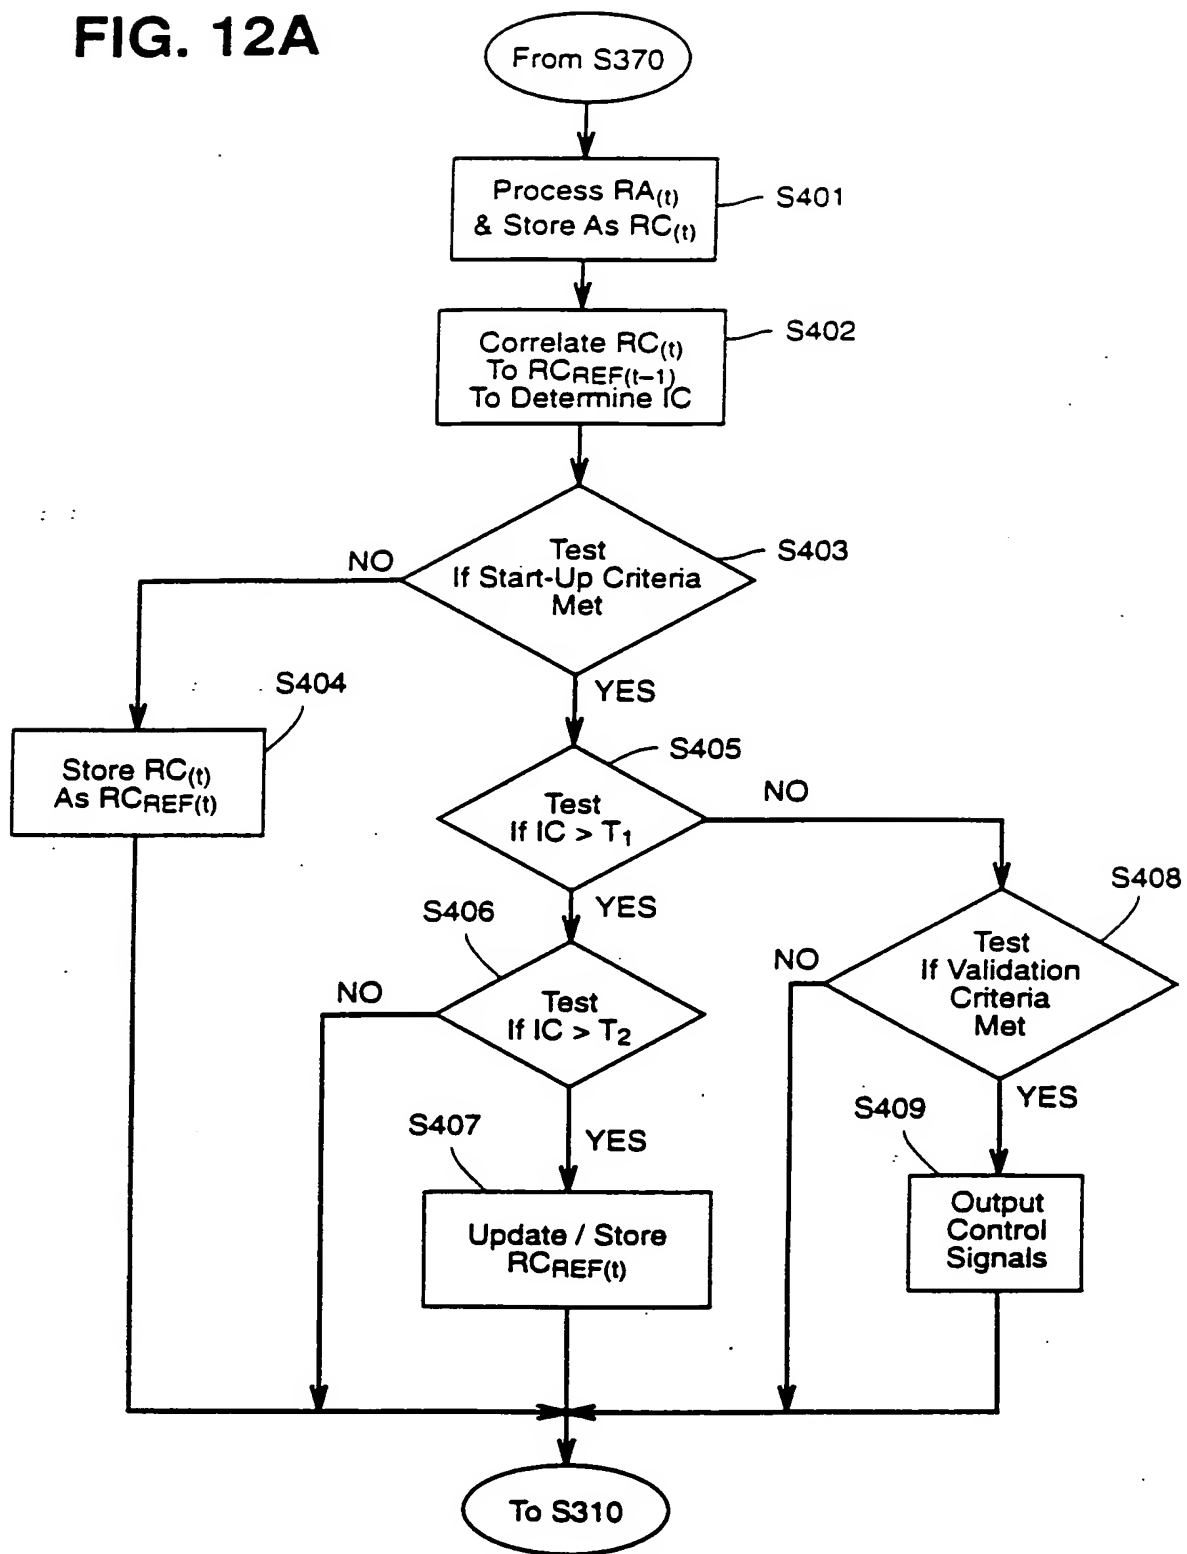 FIG. 12A
From S370
Process RA(t)
& Store As RC(t)
S401
Correlate RC(t)
To RCREF(t–1)
To Determine IC
S402
Test
If Start-Up Criteria
Met
S403
NO
YES
S404
Store RC(t)
As RCREF(t)
S405
Test
If IC > T1
NO
YES
S406
Test
If IC > T2
NO
YES
S408
Test
If Validation
Criteria
Met
NO
YES
S407
Update / Store
RCREF(t)
S409
Output
Control
Signals
To S310